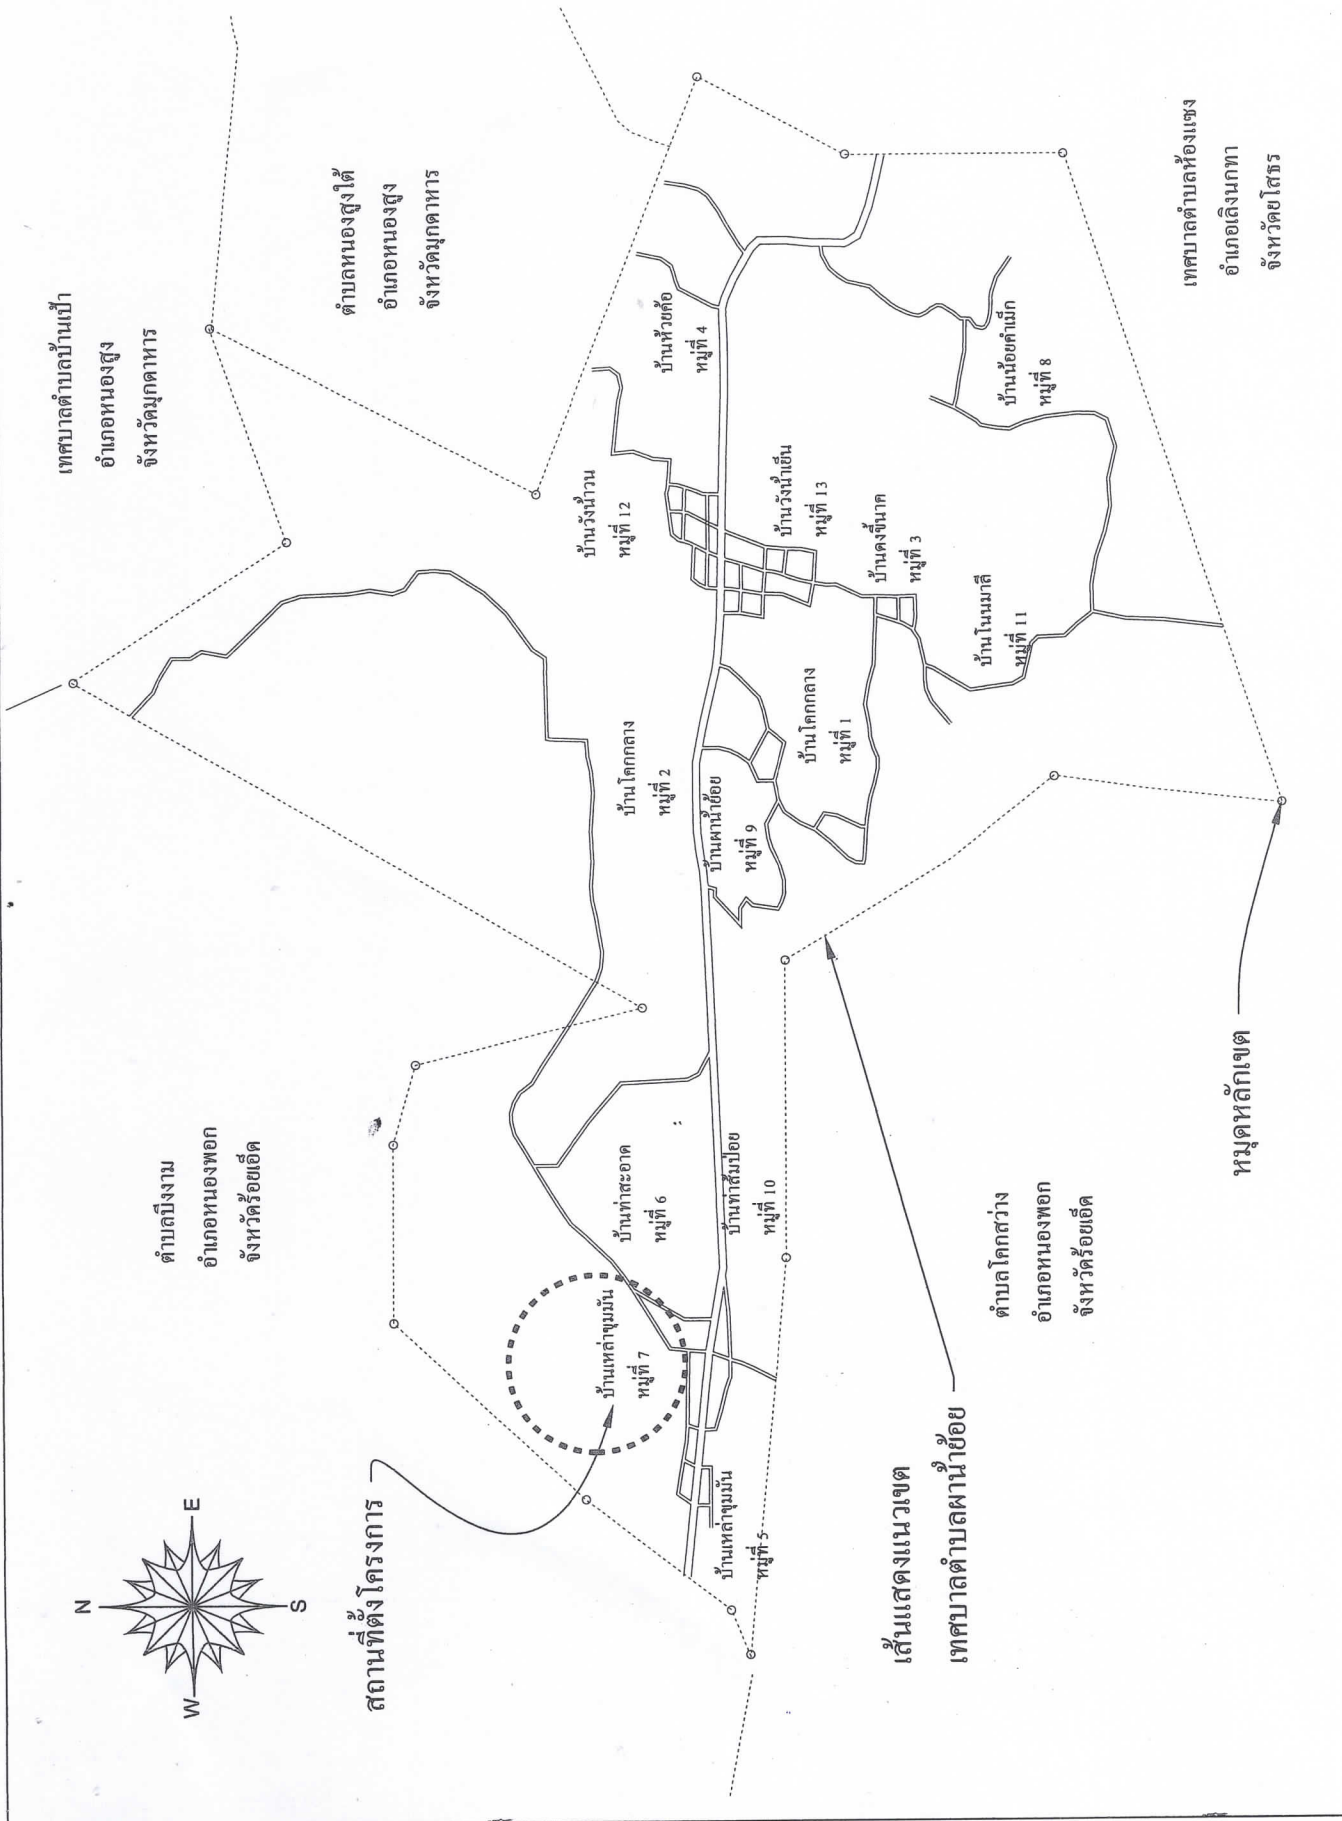 N
W
E
S
สถานที่ตั้งโครงการ
ตำบลบึงงาม
อำเภอหนองพอก
จังหวัดร้อยเอ็ด
เทศบาลตำบลบ้านเป้า
อำเภอหนองสูง
จังหวัดมุกดาหาร
ตำบลหนองสูงใต้
อำเภอหนองสูง
จังหวัดมุกดาหาร
บ้านเหล่าขุมมัน
หมู่ที่ 7
บ้านท่าสะอาด
หมู่ที่ 6
บ้านโคกกลาง
หมู่ที่ 2
บ้านวังน้ำวน
หมู่ที่ 12
บ้านห้วยค้อ
หมู่ที่ 4
บ้านเหล่าขุมมัน
หมู่ที่ 5
บ้านท่าส้มป่อย
หมู่ที่ 10
บ้านผาน้ำย้อย
หมู่ที่ 9
บ้านโคกกลาง
หมู่ที่ 1
บ้านวังน้ำเย็น
หมู่ที่ 13
บ้านดงขี้นาค
หมู่ที่ 3
บ้านโนนมาลี
หมู่ที่ 11
บ้านน้อยคำเม็ก
หมู่ที่ 8
เส้นแสดงแนวเขต
เทศบาลตำบลผาน้ำย้อย
ตำบลโคกสว่าง
อำเภอหนองพอก
จังหวัดร้อยเอ็ด
หมุดหลักเขต
เทศบาลตำบลห้องแซง
อำเภอเลิงนกทา
จังหวัดยโสธร